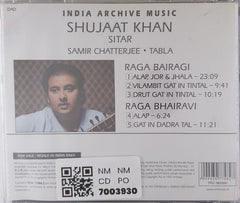 INDIA ARCHIVE MUSIC
SHUJAAT KHAN
SITAR
SAMIR CHATTERJEE • TABLA
RAGA BAIRAGI
1 ALAP, JOR & JHALA – 23:09
2 VILAMBIT GAT IN TINTAL – 9:41
3 DRUT GAT IN TINTAL – 19:19
RAGA BHAIRAVI
4 ALAP – 6:24
5 GAT IN DADRA TAL – 11:21
NM NM
CD PO
7003930